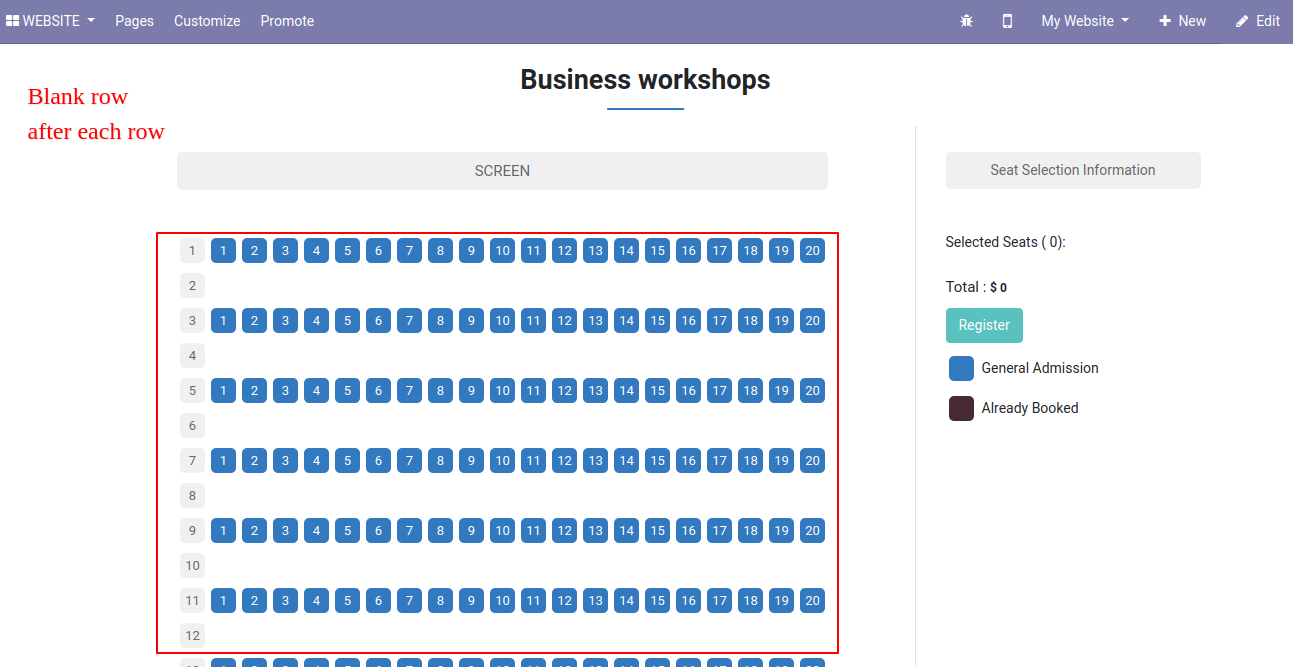 WEBSITE Pages Customize Promote My Website New Edit
Business workshops
Blank row
after each row
SCREEN
Seat Selection Information
1 1 2 3 4 5 6 7 8 9 10 11 12 13 14 15 16 17 18 19 20
Selected Seats ( 0):
2
Total : $ 0
3 1 2 3 4 5 6 7 8 9 10 11 12 13 14 15 16 17 18 19 20
Register
4
General Admission
5 1 2 3 4 5 6 7 8 9 10 11 12 13 14 15 16 17 18 19 20
Already Booked
6
7 1 2 3 4 5 6 7 8 9 10 11 12 13 14 15 16 17 18 19 20
8
9 1 2 3 4 5 6 7 8 9 10 11 12 13 14 15 16 17 18 19 20
10
11 1 2 3 4 5 6 7 8 9 10 11 12 13 14 15 16 17 18 19 20
12